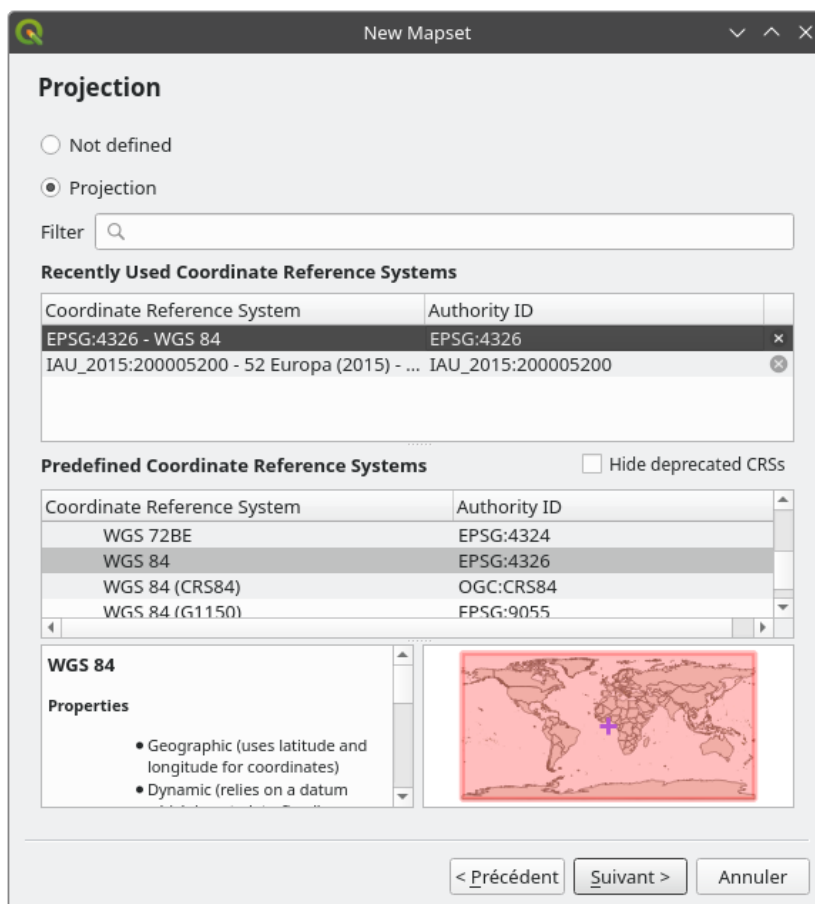 New Mapset
Projection
Not defined
Projection
Filter
Recently Used Coordinate Reference Systems
Coordinate Reference System Authority ID
EPSG:4326 - WGS 84 EPSG:4326
IAU_2015:200005200 - 52 Europa (2015) - ... IAU_2015:200005200
Predefined Coordinate Reference Systems Hide deprecated CRSs
Coordinate Reference System Authority ID
WGS 72BE EPSG:4324
WGS 84 EPSG:4326
WGS 84 (CRS84) OGC:CRS84
WGS 84 (G1150) EPSG:9055
WGS 84
Properties
• Geographic (uses latitude and
longitude for coordinates)
• Dynamic (relies on a datum
< Précédent Suivant > Annuler